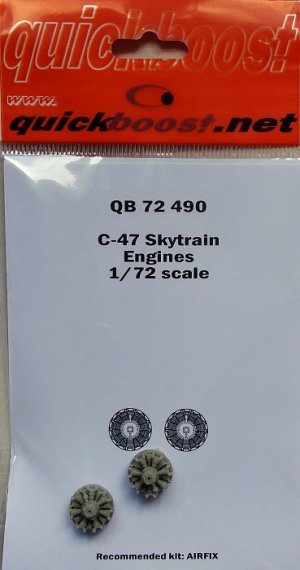 quickboost
www.
quickboost.net
QB 72 490
C-47 Skytrain
Engines
1/72 scale
Recommended kit: AIRFIX